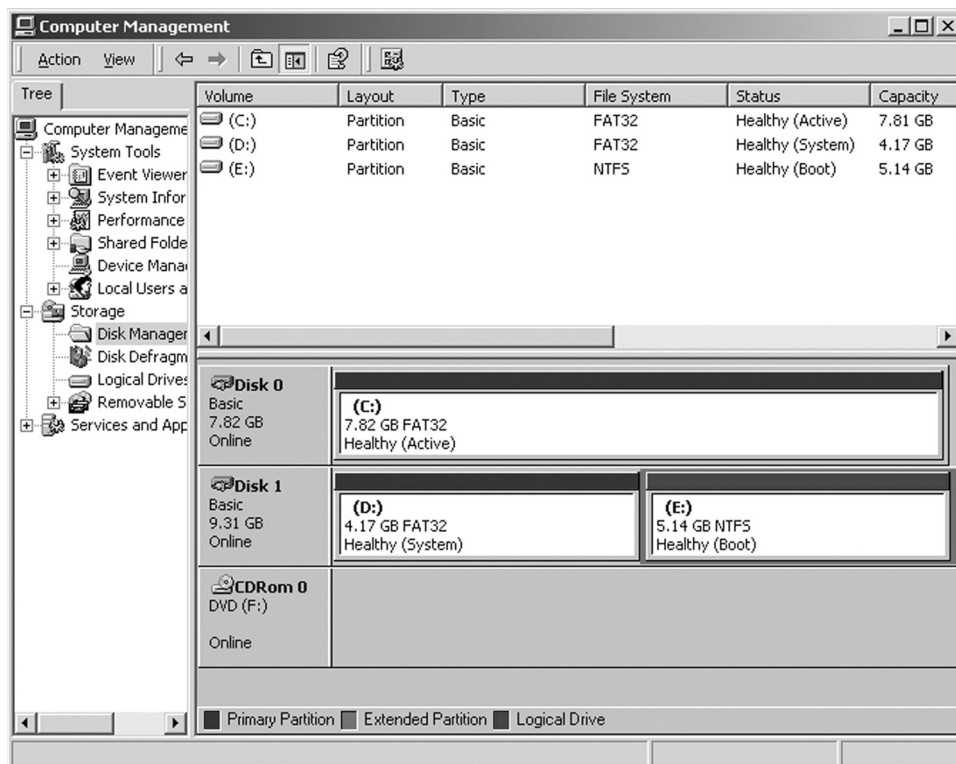 Computer Management
Action View
Tree
Volume Layout Type File System Status Capacity
(C:) Partition Basic FAT32 Healthy (Active) 7.81 GB
(D:) Partition Basic FAT32 Healthy (System) 4.17 GB
(E:) Partition Basic NTFS Healthy (Boot) 5.14 GB
Computer Manageme
System Tools
Event Viewer
System Infor
Performance
Shared Folde
Device Mana
Local Users a
Storage
Disk Manager
Disk Defragm
Logical Drives
Removable S
Services and App
Disk 0
Basic
7.82 GB
Online
(C:)
7.82 GB FAT32
Healthy (Active)
Disk 1
Basic
9.31 GB
Online
(D:)
4.17 GB FAT32
Healthy (System)
(E:)
5.14 GB NTFS
Healthy (Boot)
CDRom 0
DVD (F:)
Online
Primary Partition Extended Partition Logical Drive